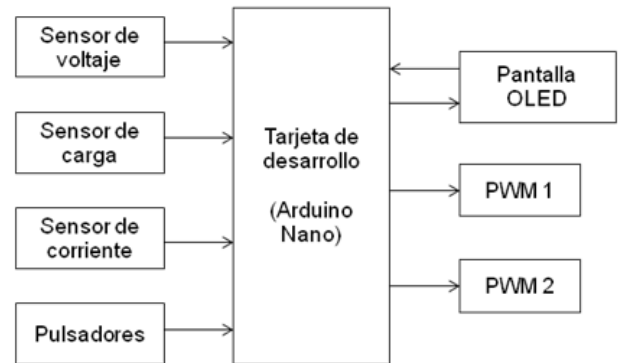 Sensor de
voltaje
Sensor de
carga
Sensor de
corriente
Pulsadores
Tarjeta de
desarrollo
(Arduino
Nano)
Pantalla
OLED
PWM 1
PWM 2